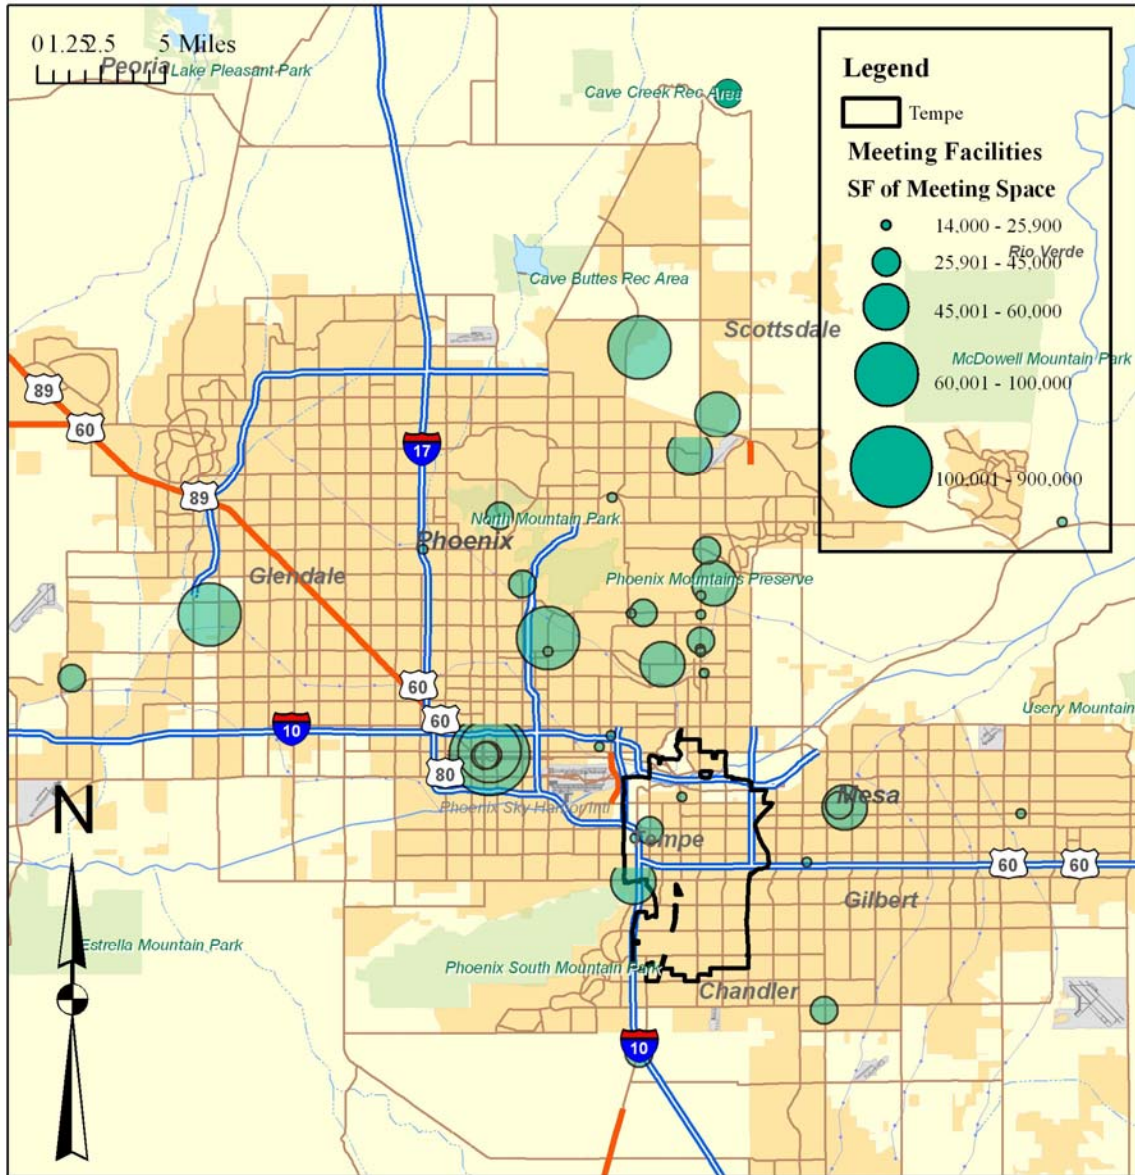 0 1.25 2.5 5 Miles
Peoria
Lake Pleasant Park
Cave Creek Rec Area
Legend
Tempe
Meeting Facilities
SF of Meeting Space
14,000 - 25,900
25,901 - 45,000
45,001 - 60,000
60,001 - 100,000
100,001 - 900,000
Rio Verde
Cave Buttes Rec Area
Scottsdale
McDowell Mountain Park
89
60
17
89
North Mountain Park
Phoenix
Glendale
Phoenix Mountains Preserve
60
60
10
80
Usery Mountain
N
Phoenix Sky Harbor Intl
Mesa
Tempe
60
60
Gilbert
Estrella Mountain Park
Phoenix South Mountain Park
Chandler
10